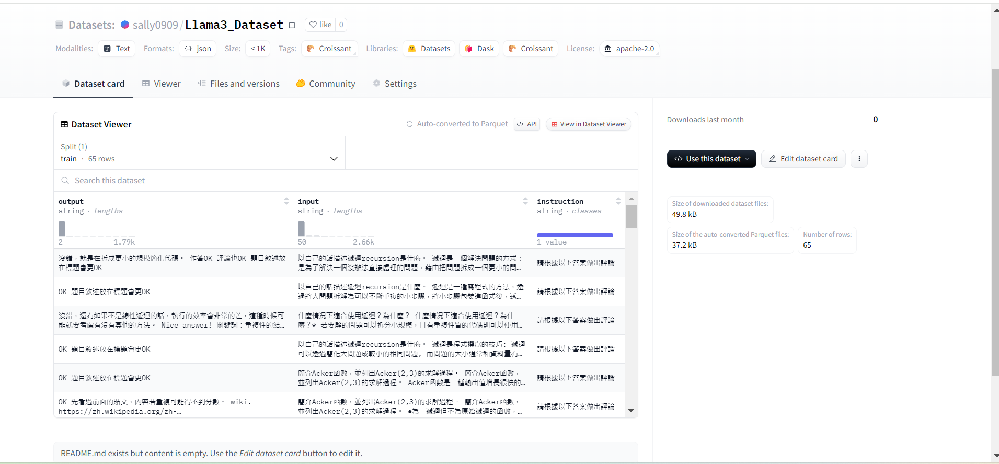 Datasets: sally0909/Llama3_Dataset like 0
Modalities: Text Formats: json Size: < 1K Tags: Croissant Libraries: Datasets Dask Croissant License: apache-2.0
Dataset card Viewer Files and versions Community Settings
Dataset Viewer Auto-converted to Parquet API View in Dataset Viewer
Split (1)
train · 65 rows
Search this dataset
output input instruction
string · lengths string · lengths string · classes
2 1.79k 50 2.66k 1 value
沒錯，就是在拆成更小的規模簡化代碼。 作答OK 評論也OK 題目敘述放
在標題會更OK
以自己的話描述遞迴recursion是什麼。 遞迴是一個解決問題的方式：
是為了解決一個沒辦法直接處理的問題，藉由把問題拆成一個更小的問…
請根據以下答案做出評論
OK 題目敘述放在標題會更OK
以自己的話描述遞迴recursion是什麼。 遞迴是一種寫程式的方法，透
過將大問題拆解為可以不斷重複的小步驟，將小步驟包裝進函式後，透…
請根據以下答案做出評論
沒錯，還有如果不是線性遞迴的話，執行的效率會非常的差，這種時候可
能就要考慮有沒有其他的方法。 Nice answer! 關鍵詞：重複性的結…
什麼情況下適合使用遞迴？為什麼？ 什麼情況下適合使用遞迴？為什
麼？* 若要解的問題可以拆分小規模，且有重複性質的代碼則可以使用…
請根據以下答案做出評論
OK 題目敘述放在標題會更OK
以自己的話描述遞迴recursion是什麼。 遞迴是程式撰寫的技巧: 遞迴
可以透過簡化大問題成較小的相同問題, 而問題的大小通常和資料量有…
請根據以下答案做出評論
OK 題目敘述放在標題會更OK
簡介Acker函數，並列出Acker(2,3)的求解過程。 簡介Acker函數，
並列出Acker(2,3)的求解過程。 Acker函數是一種輸出值增長很快的…
請根據以下答案做出評論
OK 先看過前面的貼文，內容若重複可能得不到分數。 wiki.
https://zh.wikipedia.org/zh-…
簡介Acker函數，並列出Acker(2,3)的求解過程。 簡介Acker函數，
並列出Acker(2,3)的求解過程。 ●為一遞迴但不為原始遞迴的函數，…
請根據以下答案做出評論
README.md exists but content is empty. Use the Edit dataset card button to edit it.
Downloads last month 0
Use this dataset Edit dataset card
Size of downloaded dataset files:
49.8 kB
Size of the auto-converted Parquet files: Number of rows:
37.2 kB 65